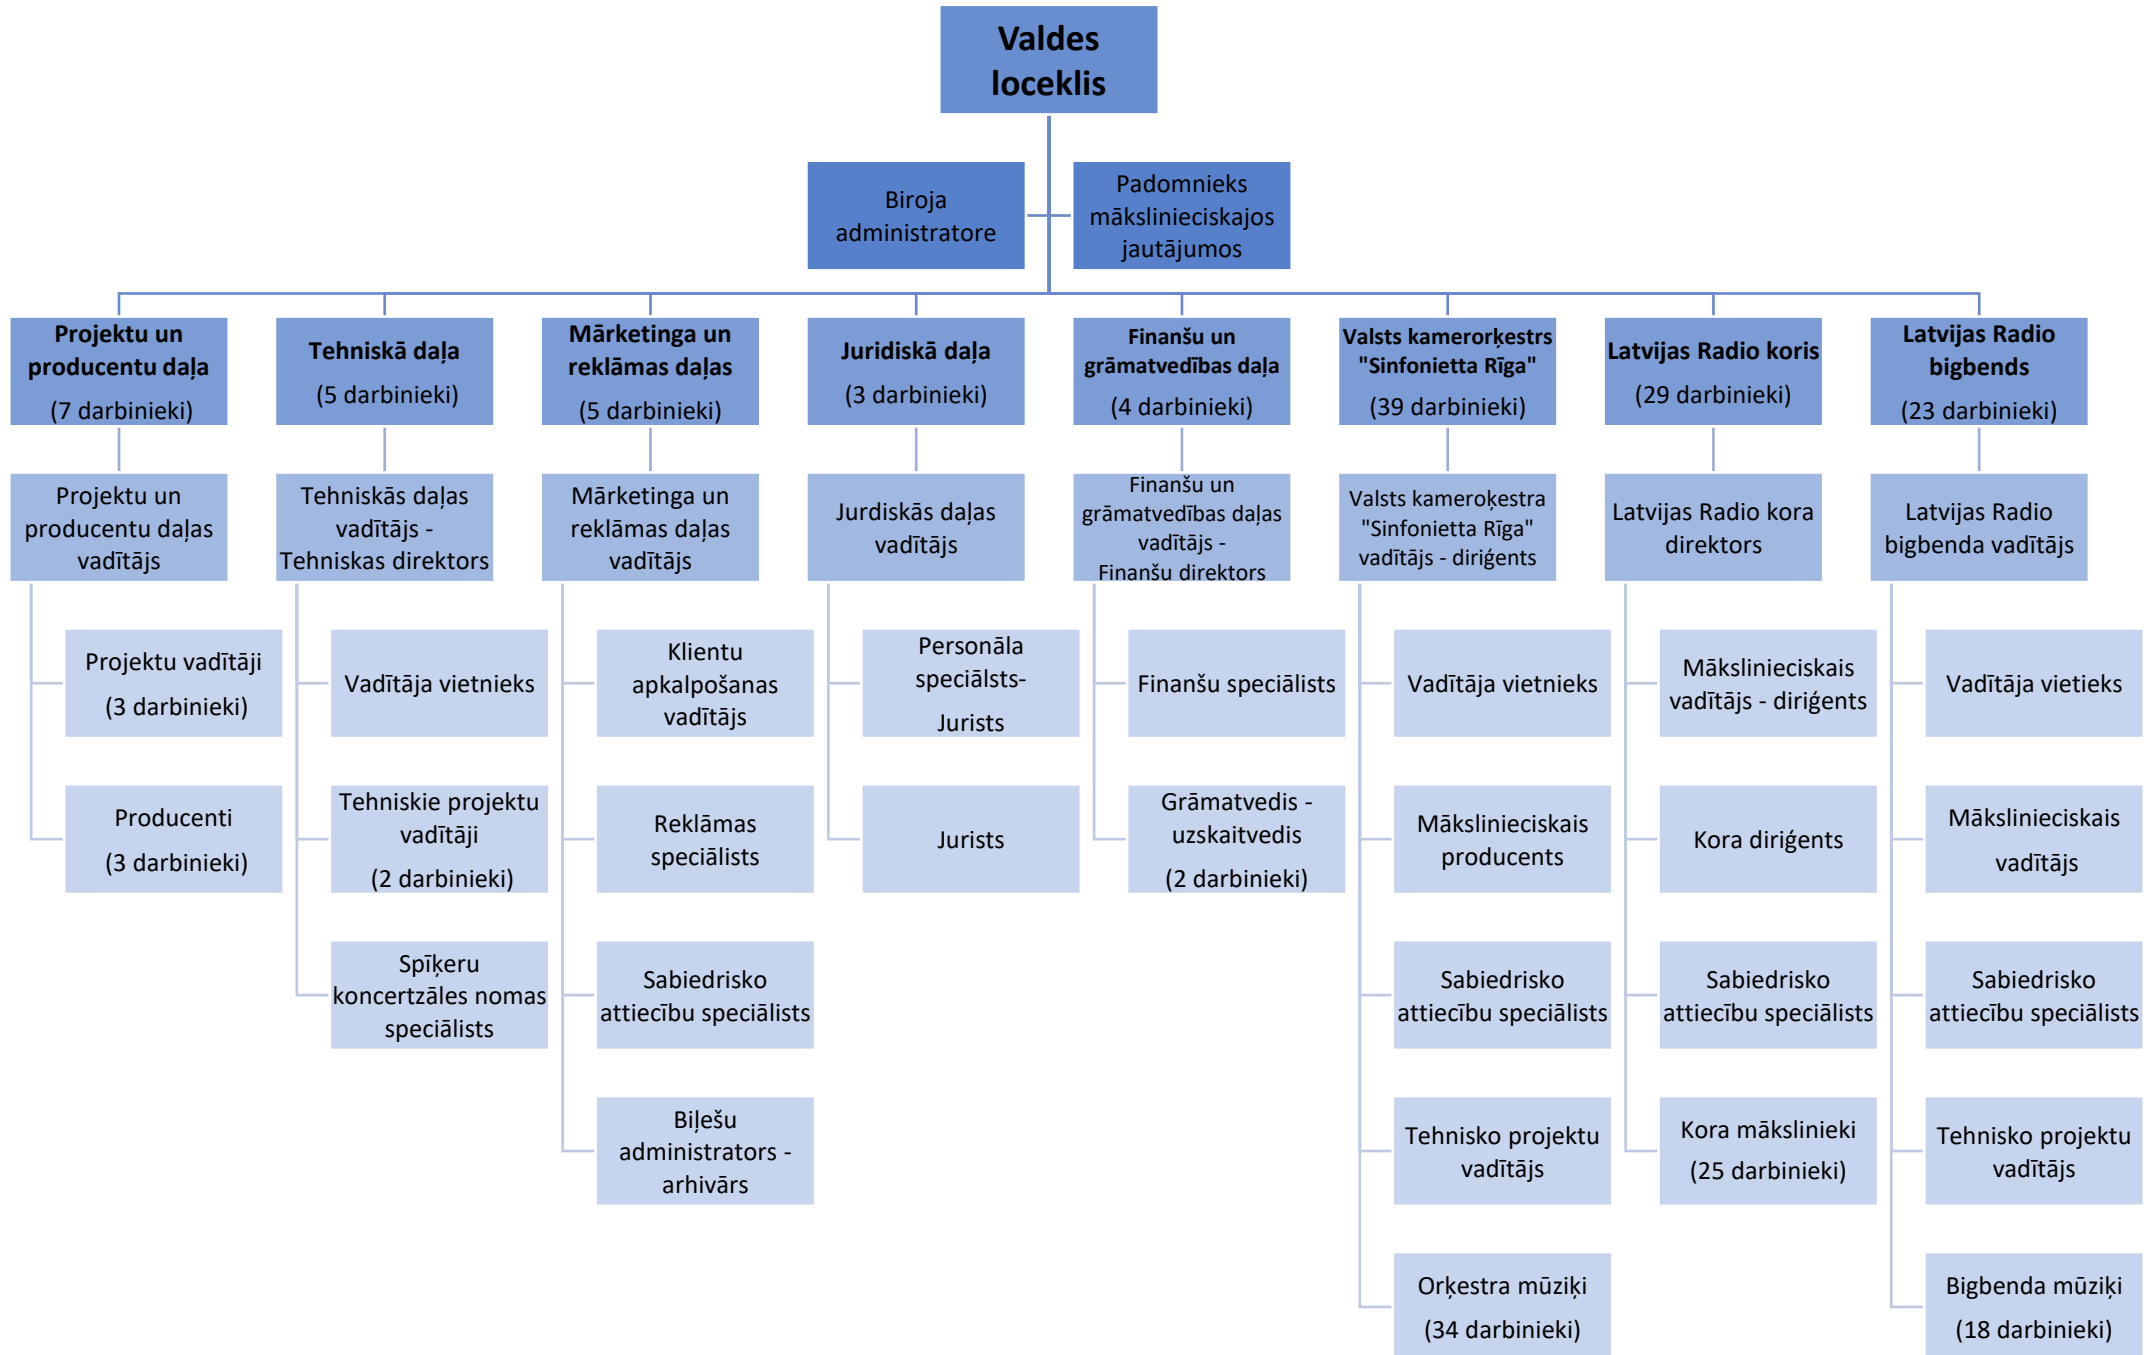 Valdes
loceklis
Biroja
administratore
Padomnieks
mākslinieciskajos
jautājumos
Projektu un
producentu daļa
(7 darbinieki)
Tehniskā daļa
(5 darbinieki)
Mārketinga un
reklāmas daļas
(5 darbinieki)
Juridiskā daļa
(3 darbinieki)
Finanšu un
grāmatvedības daļa
(4 darbinieki)
Valsts kamerorķestrs
"Sinfonietta Rīga"
(39 darbinieki)
Latvijas Radio koris
(29 darbinieki)
Latvijas Radio
bigbends
(23 darbinieki)
Projektu un
producentu daļas
vadītājs
Tehniskās daļas
vadītājs -
Tehniskas direktors
Mārketinga un
reklāmas daļas
vadītājs
Jurdiskās daļas
vadītājs
Finanšu un
grāmatvedības daļas
vadītājs -
Finanšu direktors
Valsts kameroķestra
"Sinfonietta Rīga"
vadītājs - diriģents
Latvijas Radio kora
direktors
Latvijas Radio
bigbenda vadītājs
Projektu vadītāji
(3 darbinieki)
Vadītāja vietnieks
Klientu
apkalpošanas
vadītājs
Personāla
speciālsts-
Jurists
Finanšu speciālists
Vadītāja vietnieks
Mākslinieciskais
vadītājs - diriģents
Vadītāja vietieks
Producenti
(3 darbinieki)
Tehniskie projektu
vadītāji
(2 darbinieki)
Reklāmas
speciālists
Jurists
Grāmatvedis -
uzskaitvedis
(2 darbinieki)
Mākslinieciskais
producents
Kora diriģents
Mākslinieciskais
vadītājs
Spīķeru
koncertzāles nomas
speciālists
Sabiedrisko
attiecību speciālists
Sabiedrisko
attiecību speciālists
Sabiedrisko
attiecību speciālists
Sabiedrisko
attiecību speciālists
Biļešu
administrators -
arhivārs
Tehnisko projektu
vadītājs
Kora mākslinieki
(25 darbinieki)
Tehnisko projektu
vadītājs
Orķestra mūziķi
(34 darbinieki)
Bigbenda mūziķi
(18 darbinieki)